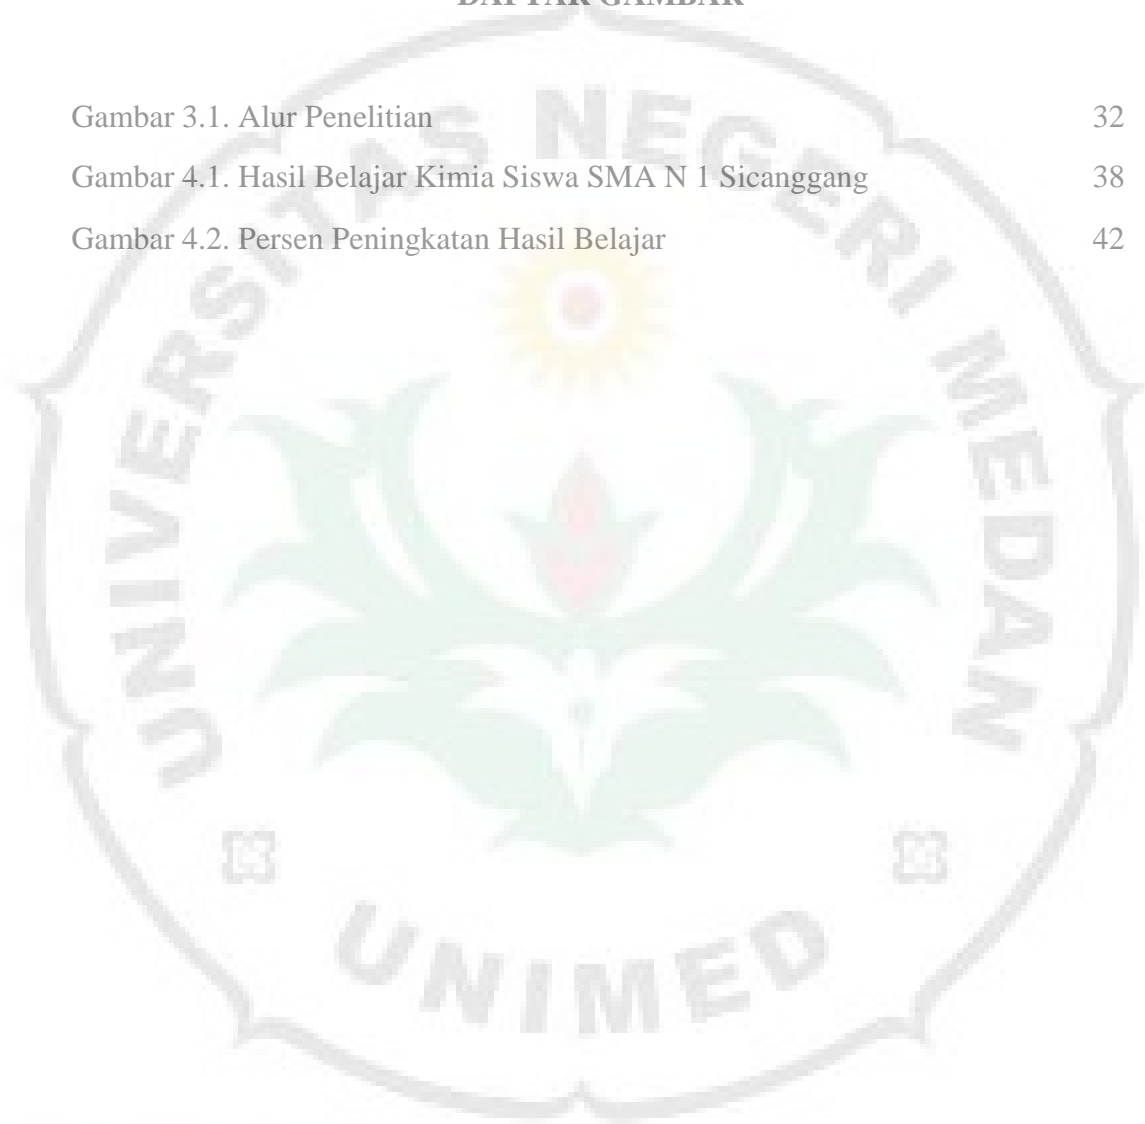 DAFTAR GAMBAR
Gambar 3.1. Alur Penelitian 32
Gambar 4.1. Hasil Belajar Kimia Siswa SMA N 1 Sicanggang 38
Gambar 4.2. Persen Peningkatan Hasil Belajar 42
UNIVERSITAS NEGERI MEDAN
UNIMED